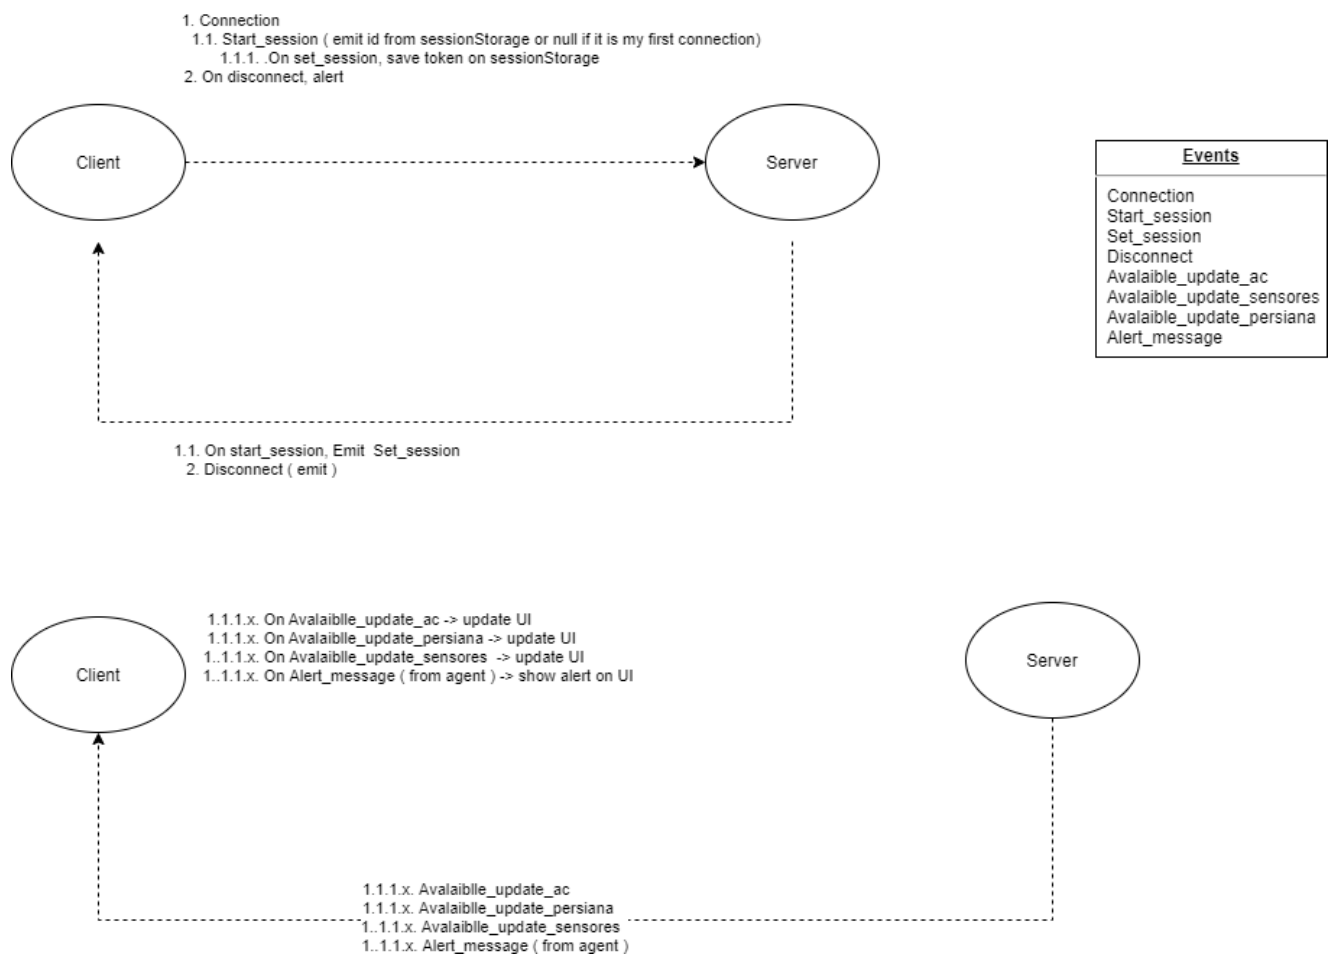 1. Connection
1.1. Start_session ( emit id from sessionStorage or null if it is my first connection)
1.1.1. .On set_session, save token on sessionStorage
2. On disconnect, alert
Client
Server
Events
Connection
Start_session
Set_session
Disconnect
Avalaible_update_ac
Avalaible_update_sensores
Avalaible_update_persiana
Alert_message
1.1. On start_session, Emit Set_session
2. Disconnect ( emit )
1.1.1.x. On Avalaiblle_update_ac -> update UI
1.1.1.x. On Avalaiblle_update_persiana -> update UI
1..1.1.x. On Avalaiblle_update_sensores -> update UI
1..1.1.x. On Alert_message ( from agent ) -> show alert on UI
Client
Server
1.1.1.x. Avalaiblle_update_ac
1.1.1.x. Avalaiblle_update_persiana
1..1.1.x. Avalaiblle_update_sensores
1..1.1.x. Alert_message ( from agent )